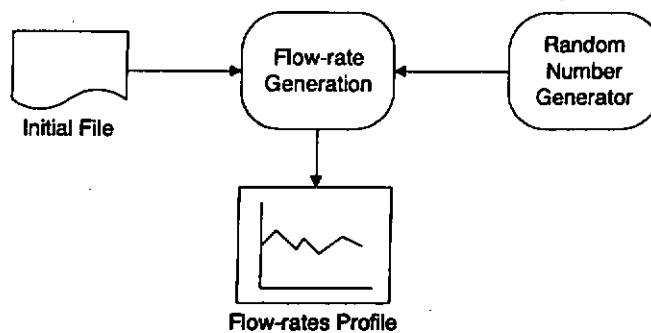 Flow-rate
Generation
Random
Number
Generator
Initial File
Flow-rates Profile